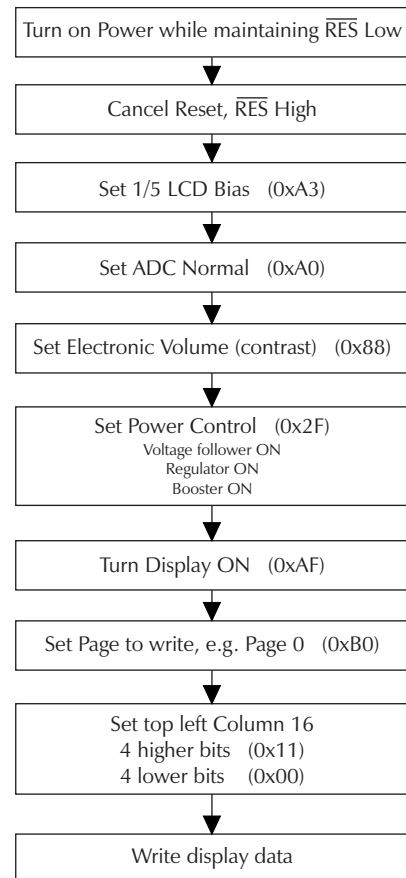 Turn on Power while maintaining R̅E̅S̅ Low
Cancel Reset, R̅E̅S̅ High
Set 1/5 LCD Bias (0xA3)
Set ADC Normal (0xA0)
Set Electronic Volume (contrast) (0x88)
Set Power Control (0x2F)
Voltage follower ON
Regulator ON
Booster ON
Turn Display ON (0xAF)
Set Page to write, e.g. Page 0 (0xB0)
Set top left Column 16
4 higher bits (0x11)
4 lower bits (0x00)
Write display data